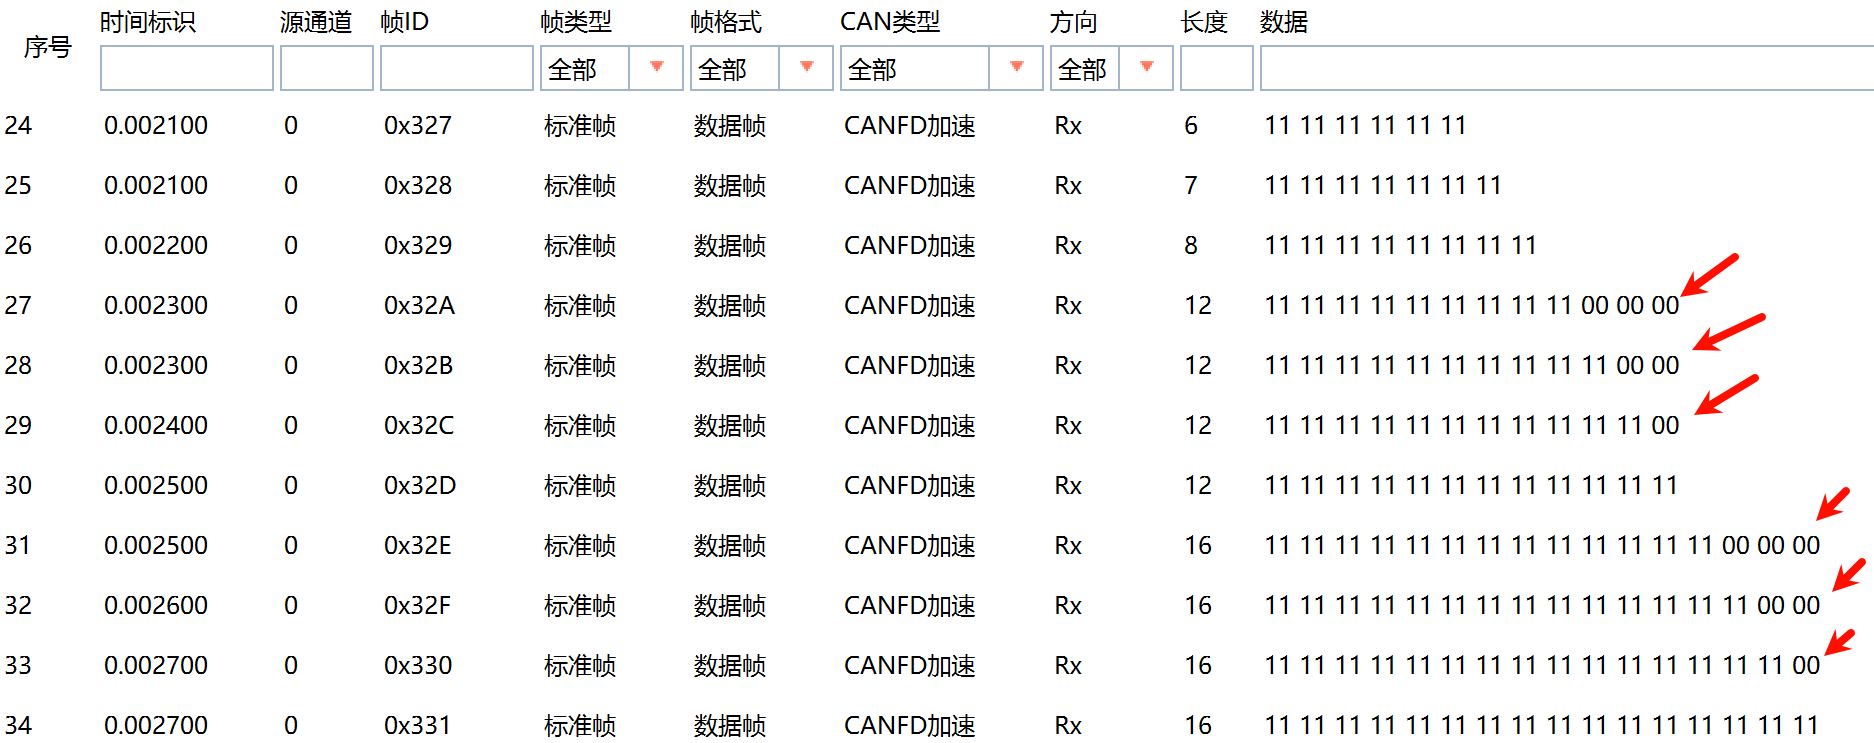 序号 时间标识 源通道 帧ID 帧类型 帧格式 CAN类型 方向 长度 数据
全部 全部 全部 全部
24 0.002100 0 0x327 标准帧 数据帧 CANFD加速 Rx 6 11 11 11 11 11 11
25 0.002100 0 0x328 标准帧 数据帧 CANFD加速 Rx 7 11 11 11 11 11 11 11
26 0.002200 0 0x329 标准帧 数据帧 CANFD加速 Rx 8 11 11 11 11 11 11 11 11
27 0.002300 0 0x32A 标准帧 数据帧 CANFD加速 Rx 12 11 11 11 11 11 11 11 11 11 00 00 00
28 0.002300 0 0x32B 标准帧 数据帧 CANFD加速 Rx 12 11 11 11 11 11 11 11 11 11 11 00 00
29 0.002400 0 0x32C 标准帧 数据帧 CANFD加速 Rx 12 11 11 11 11 11 11 11 11 11 11 11 00
30 0.002500 0 0x32D 标准帧 数据帧 CANFD加速 Rx 12 11 11 11 11 11 11 11 11 11 11 11 11
31 0.002500 0 0x32E 标准帧 数据帧 CANFD加速 Rx 16 11 11 11 11 11 11 11 11 11 11 11 11 11 00 00 00
32 0.002600 0 0x32F 标准帧 数据帧 CANFD加速 Rx 16 11 11 11 11 11 11 11 11 11 11 11 11 11 11 00 00
33 0.002700 0 0x330 标准帧 数据帧 CANFD加速 Rx 16 11 11 11 11 11 11 11 11 11 11 11 11 11 11 11 00
34 0.002700 0 0x331 标准帧 数据帧 CANFD加速 Rx 16 11 11 11 11 11 11 11 11 11 11 11 11 11 11 11 11